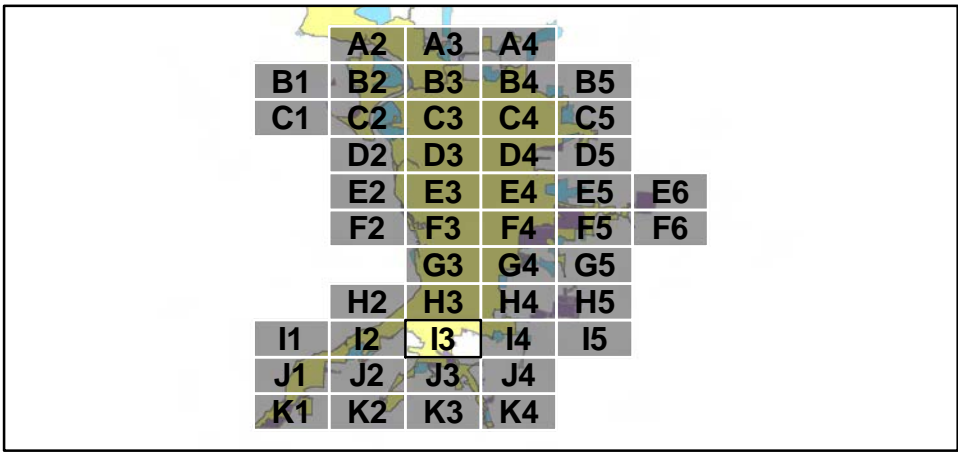 A2 A3 A4
B1 B2 B3 B4 B5
C1 C2 C3 C4 C5
D2 D3 D4 D5
E2 E3 E4 E5 E6
F2 F3 F4 F5 F6
G3 G4 G5
H2 H3 H4 H5
I1 I2 I3 I4 I5
J1 J2 J3 J4
K1 K2 K3 K4